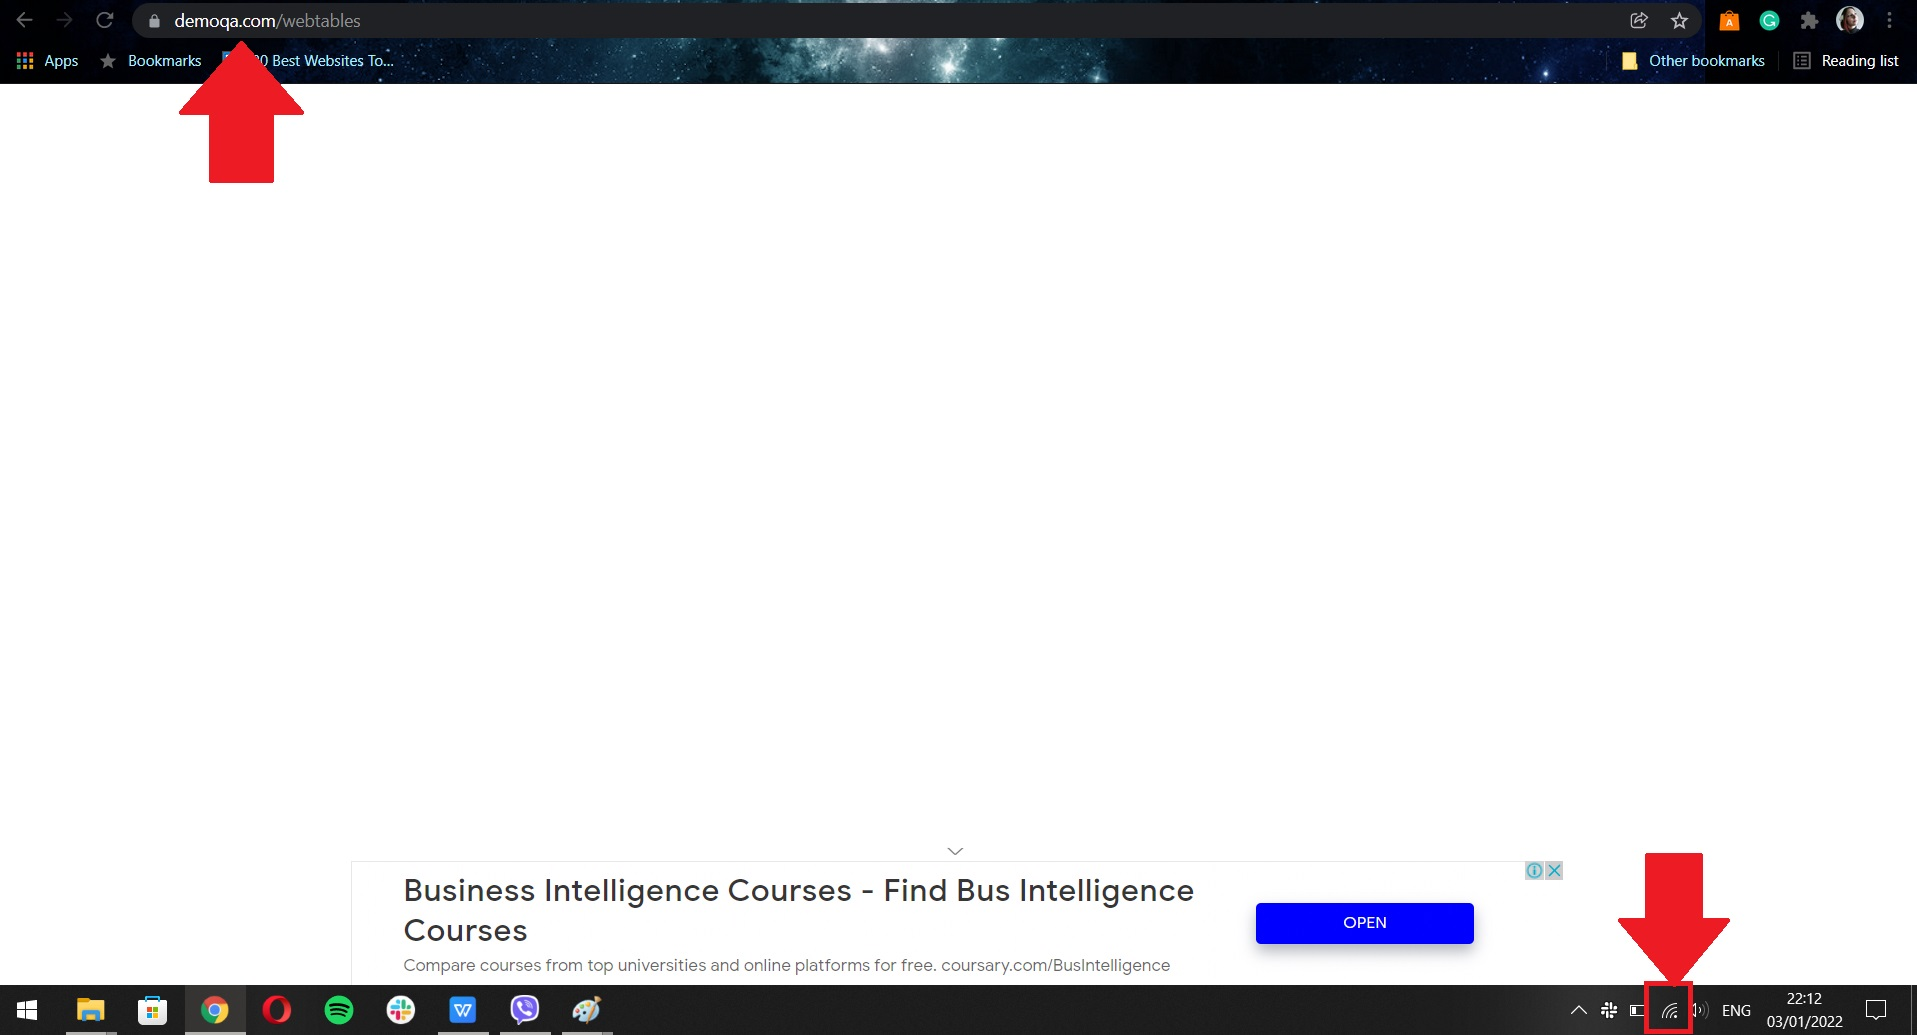 demoqa.com/webtables
Apps
Bookmarks
0 Best Websites To...
Other bookmarks
Reading list
Business Intelligence Courses - Find Bus Intelligence
Courses
OPEN
Compare courses from top universities and online platforms for free. coursary.com/BusIntelligence
ENG
22:12
03/01/2022